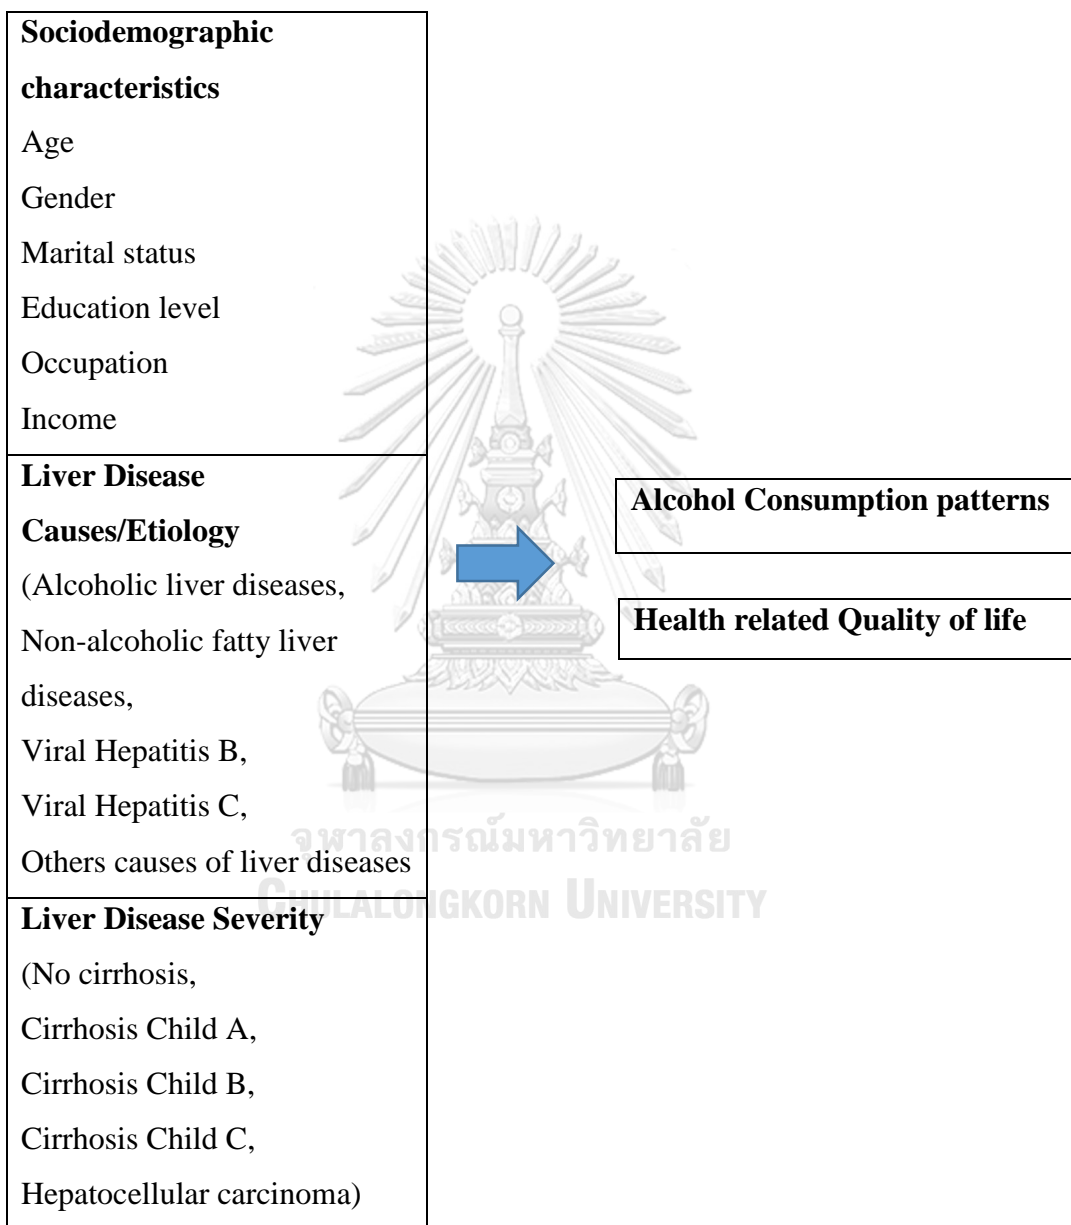 Sociodemographic
characteristics
Age
Gender
Marital status
Education level
Occupation
Income
Liver Disease
Causes/Etiology
(Alcoholic liver diseases,
Non-alcoholic fatty liver
diseases,
Viral Hepatitis B,
Viral Hepatitis C,
Others causes of liver diseases
Liver Disease Severity
(No cirrhosis,
Cirrhosis Child A,
Cirrhosis Child B,
Cirrhosis Child C,
Hepatocellular carcinoma)
Alcohol Consumption patterns
Health related Quality of life
จุฬาลงกรณ์มหาวิทยาลัย
CHULALONGKORN UNIVERSITY